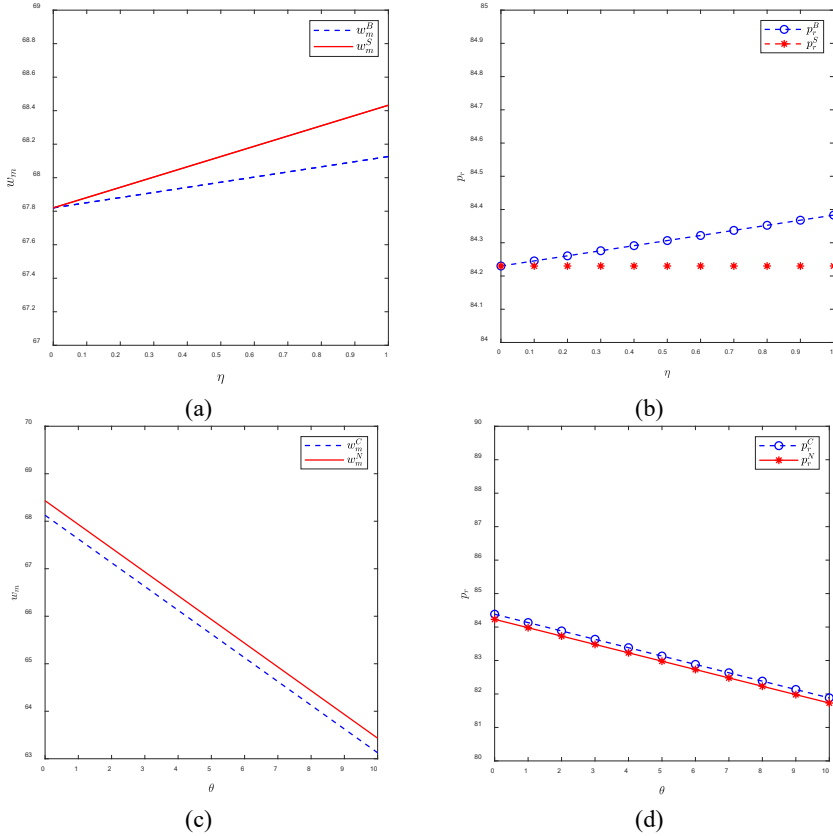 69
68.8
68.6
68.4
68.2
68
67.8
67.6
67.4
67.2
67
w_m
0 0.1 0.2 0.3 0.4 0.5 0.6 0.7 0.8 0.9 1
η
w_m^B
w_m^S
(a)
85
84.9
84.8
84.7
84.6
84.5
84.4
84.3
84.2
84.1
84
p_r
0 0.1 0.2 0.3 0.4 0.5 0.6 0.7 0.8 0.9 1
η
p_r^B
p_r^S
(b)
70
69
68
67
66
65
64
63
w_m
0 1 2 3 4 5 6 7 8 9 10
θ
w_m^C
w_m^N
(c)
90
89
88
87
86
85
84
83
82
81
80
p_r
0 1 2 3 4 5 6 7 8 9 10
θ
p_r^C
p_r^N
(d)